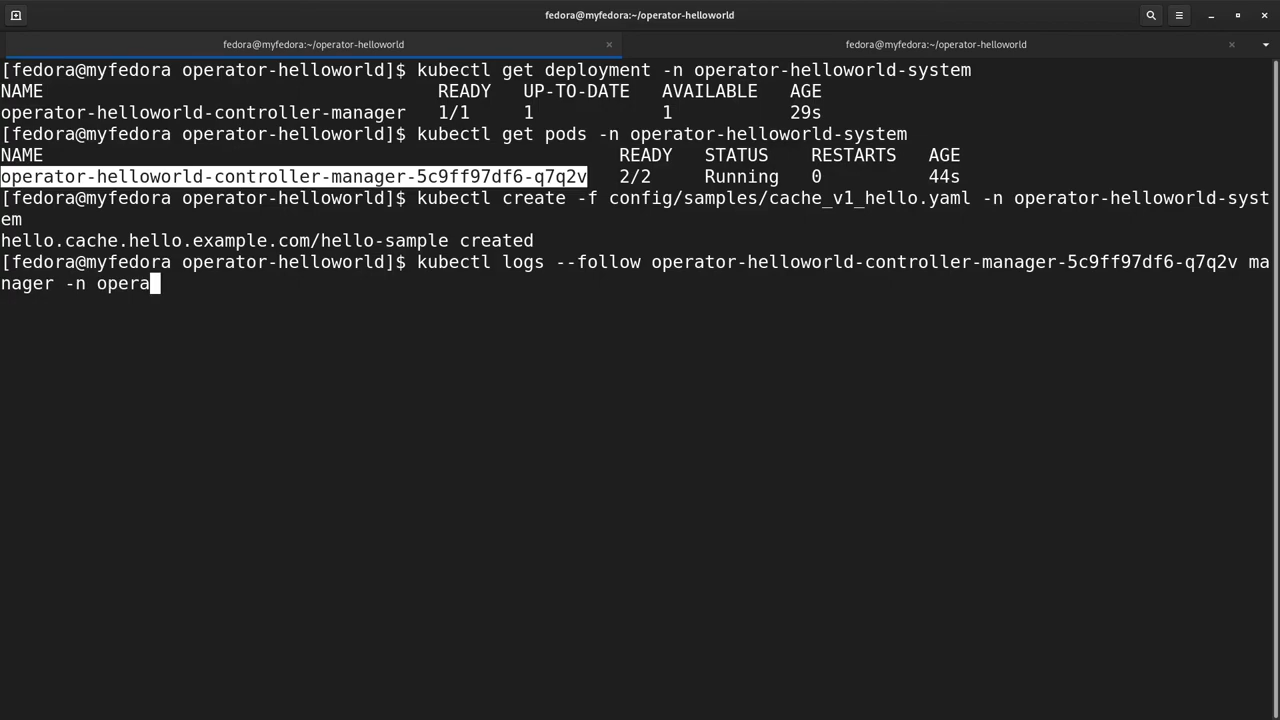 fedora@myfedora:~/operator-helloworld
fedora@myfedora:~/operator-helloworld
fedora@myfedora:~/operator-helloworld
[fedora@myfedora operator-helloworld]$ kubectl get deployment -n operator-helloworld-system
NAME READY UP-TO-DATE AVAILABLE AGE
operator-helloworld-controller-manager 1/1 1 1 29s
[fedora@myfedora operator-helloworld]$ kubectl get pods -n operator-helloworld-system
NAME READY STATUS RESTARTS AGE
operator-helloworld-controller-manager-5c9ff97df6-q7q2v 2/2 Running 0 44s
[fedora@myfedora operator-helloworld]$ kubectl create -f config/samples/cache_v1_hello.yaml -n operator-helloworld-syst
em
hello.cache.hello.example.com/hello-sample created
[fedora@myfedora operator-helloworld]$ kubectl logs --follow operator-helloworld-controller-manager-5c9ff97df6-q7q2v ma
nager -n opera